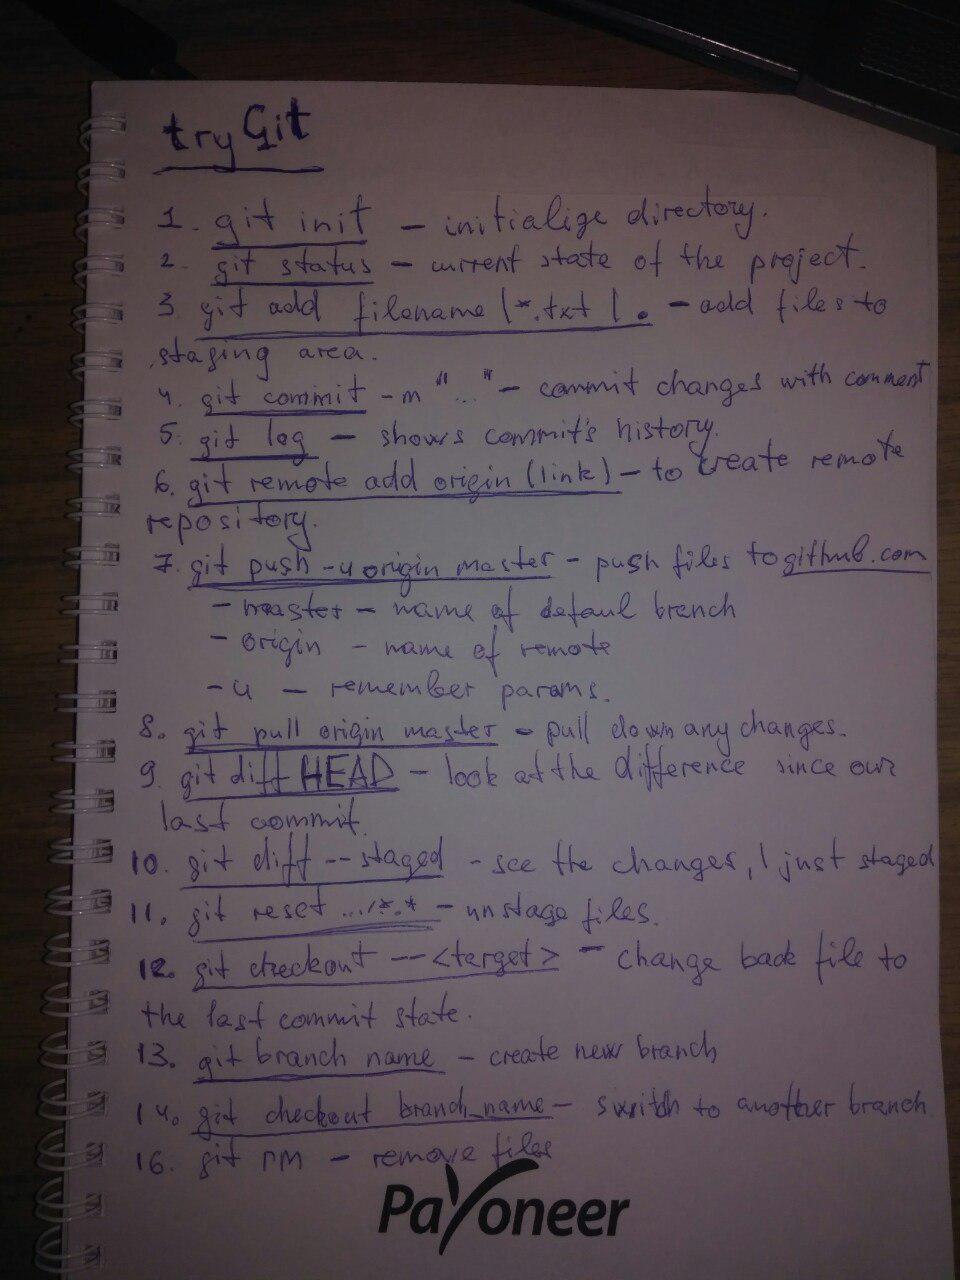 try Git
1. git init – initialize directory.
2. git status – current state of the project.
3. git add filename | *.txt | . – add files to
staging area.
4. git commit -m "..." – commit changes with comment
5. git log – shows commit's history.
6. git remote add origin (link) – to create remote
repository.
7. git push -u origin master – push files to github.com
– master – name of defaul branch
– origin – name of remote
-u – remember params.
8. git pull origin master – pull down any changes.
9. git diff HEAD – look at the difference since our
last commit.
10. git diff --staged – see the changes, I just staged
11. git reset .../*.* – unstage files.
12. git checkout -- <target> – change back file to
the last commit state.
13. git branch name – create new branch
14. git checkout branch_name – switch to another branch.
16. git rm – remove files
Payoneer